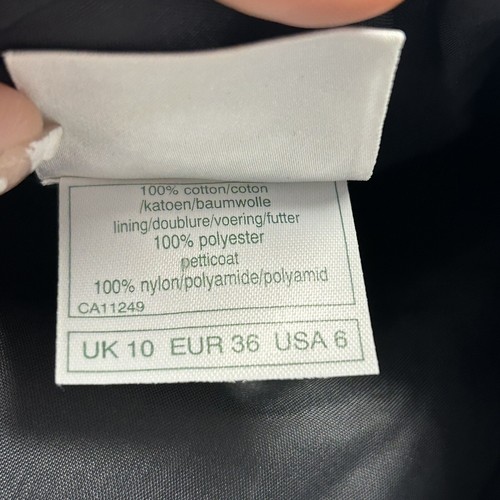 100% cotton/coton
/katoen/baumwolle
lining/doublure/voering/futter
100% polyester
petticoat
100% nylon/polyamide/polyamid
CA11249
UK 10 EUR 36 USA 6